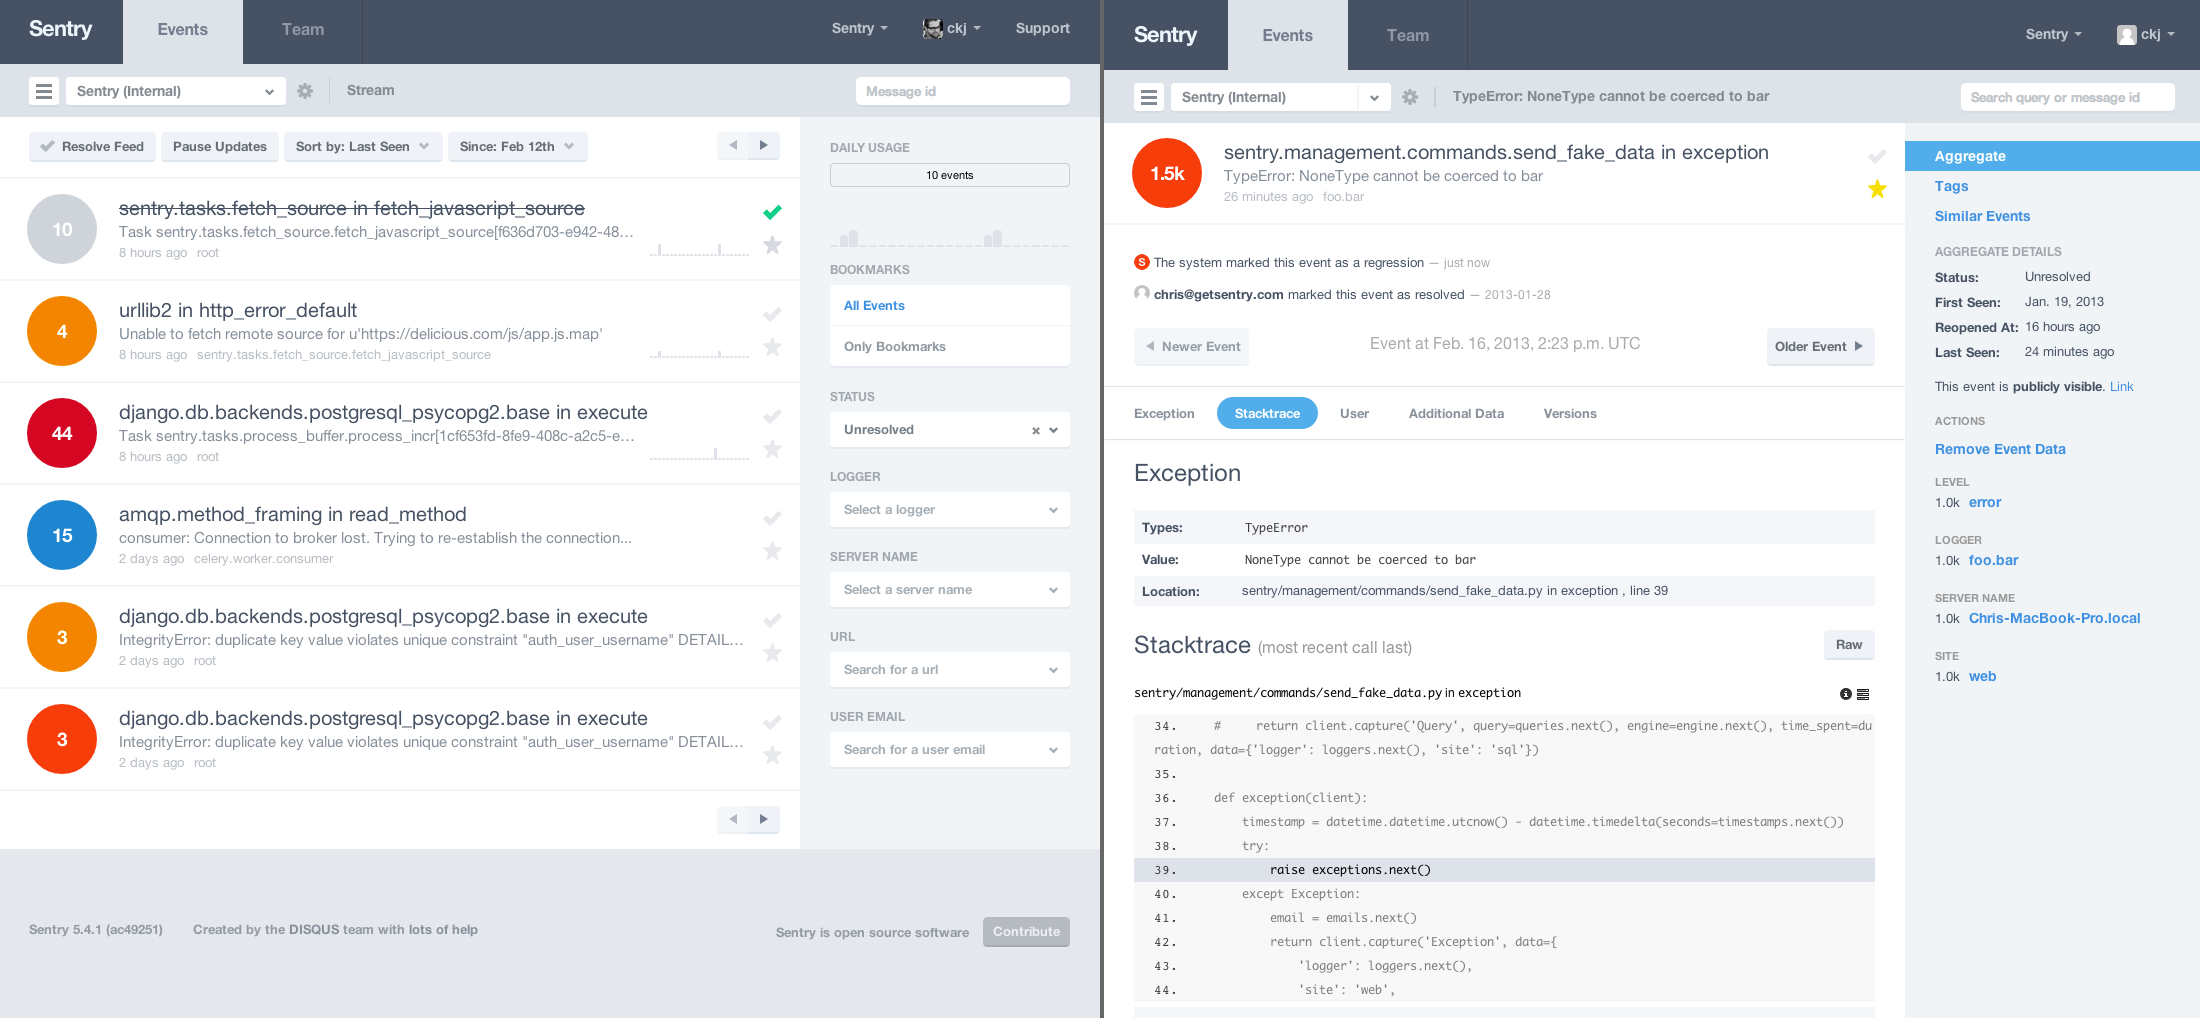 Sentry
Events
Team
Sentry
ckj
Support
Sentry (Internal)
Stream
Message id
Resolve Feed
Pause Updates
Sort by: Last Seen
Since: Feb 12th
10
sentry.tasks.fetch_source in fetch_javascript_source
Task sentry.tasks.fetch_source.fetch_javascript_source[f636d703-e942-48...
8 hours ago root
4
urllib2 in http_error_default
Unable to fetch remote source for u'https://delicious.com/js/app.js.map'
8 hours ago sentry.tasks.fetch_source.fetch_javascript_source
44
django.db.backends.postgresql_psycopg2.base in execute
Task sentry.tasks.process_buffer.process_incr[1cf653fd-8fe9-408c-a2c5-e...
8 hours ago root
15
amqp.method_framing in read_method
consumer: Connection to broker lost. Trying to re-establish the connection...
2 days ago celery.worker.consumer
3
django.db.backends.postgresql_psycopg2.base in execute
IntegrityError: duplicate key value violates unique constraint "auth_user_username" DETAIL...
2 days ago root
3
django.db.backends.postgresql_psycopg2.base in execute
IntegrityError: duplicate key value violates unique constraint "auth_user_username" DETAIL...
2 days ago root
DAILY USAGE
10 events
BOOKMARKS
All Events
Only Bookmarks
STATUS
Unresolved
LOGGER
Select a logger
SERVER NAME
Select a server name
URL
Search for a url
USER EMAIL
Search for a user email
Sentry 5.4.1 (ac49251)
Created by the DISQUS team with lots of help
Sentry is open source software
Contribute
Sentry
Events
Team
Sentry
ckj
Sentry (Internal)
TypeError: NoneType cannot be coerced to bar
Search query or message id
1.5k
sentry.management.commands.send_fake_data in exception
TypeError: NoneType cannot be coerced to bar
26 minutes ago foo.bar
S The system marked this event as a regression — just now
chris@getsentry.com marked this event as resolved — 2013-01-28
Newer Event
Event at Feb. 16, 2013, 2:23 p.m. UTC
Older Event
Exception
Stacktrace
User
Additional Data
Versions
Exception
Types: TypeError
Value: NoneType cannot be coerced to bar
Location: sentry/management/commands/send_fake_data.py in exception , line 39
Stacktrace (most recent call last)
Raw
sentry/management/commands/send_fake_data.py in exception
34. # return client.capture('Query', query=queries.next(), engine=engine.next(), time_spent=du
ration, data={'logger': loggers.next(), 'site': 'sql'})
35.
36. def exception(client):
37. timestamp = datetime.datetime.utcnow() - datetime.timedelta(seconds=timestamps.next())
38. try:
39. raise exceptions.next()
40. except Exception:
41. email = emails.next()
42. return client.capture('Exception', data={
43. 'logger': loggers.next(),
44. 'site': 'web',
Aggregate
Tags
Similar Events
AGGREGATE DETAILS
Status: Unresolved
First Seen: Jan. 19, 2013
Reopened At: 16 hours ago
Last Seen: 24 minutes ago
This event is publicly visible. Link
ACTIONS
Remove Event Data
LEVEL
1.0k error
LOGGER
1.0k foo.bar
SERVER NAME
1.0k Chris-MacBook-Pro.local
SITE
1.0k web